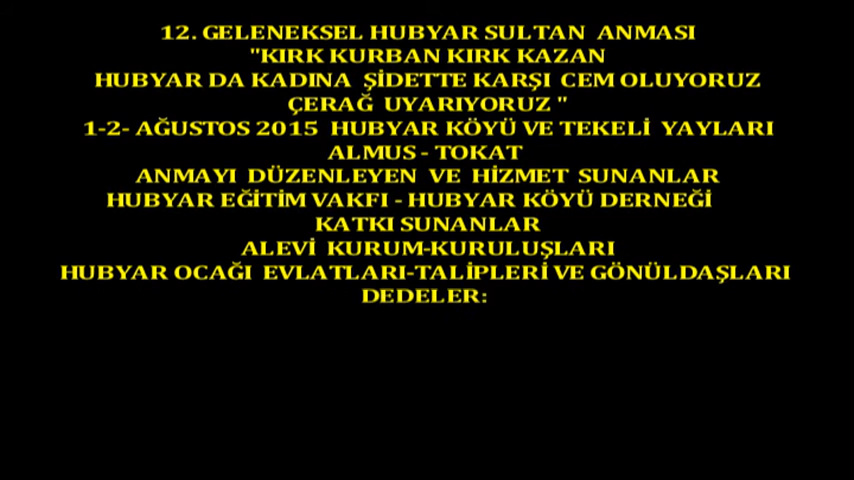 12. GELENEKSEL HUBYAR SULTAN ANMASI
"KIRK KURBAN KIRK KAZAN
HUBYAR DA KADINA ŞİDETTE KARŞI CEM OLUYORUZ
ÇERAĞ UYARIYORUZ "
1-2- AĞUSTOS 2015 HUBYAR KÖYÜ VE TEKELİ YAYLARI
ALMUS - TOKAT
ANMAYI DÜZENLEYEN VE HİZMET SUNANLAR
HUBYAR EĞİTİM VAKFI - HUBYAR KÖYÜ DERNEĞİ
KATKI SUNANLAR
ALEVİ KURUM-KURULUŞLARI
HUBYAR OCAĞI EVLATLARI-TALİPLERİ VE GÖNÜLDAŞLARI
DEDELER: